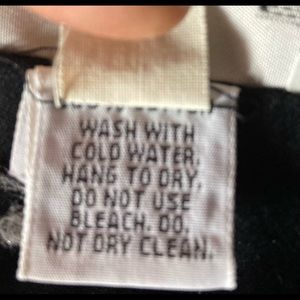 WASH WITH
COLD WATER,
HANG TO DRY,
DO NOT USE
BLEACH. DO
NOT DRY CLEAN.